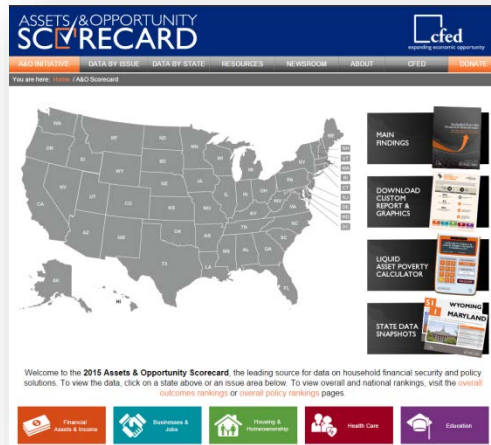 ASSETS & OPPORTUNITY
SCORECARD
cfed
expanding economic opportunity
A&O INITIATIVE DATA BY ISSUE DATA BY STATE RESOURCES NEWSROOM ABOUT CFED DONATE
You are here: Home / A&O Scorecard
WA
MT
ND
MN
ME
OR
ID
SD
WI
MI
NY
WY
IA
PA
NV
UT
CO
NE
IL
IN
OH
CA
KS
MO
KY
WV
VA
AZ
NM
OK
AR
TN
NC
SC
TX
LA
MS
AL
GA
FL
AK
HI
NH
VT
MA
RI
CT
NJ
DE
MD
DC
MAIN
FINDINGS
DOWNLOAD
CUSTOM
REPORT &
GRAPHICS
LIQUID
ASSET POVERTY
CALCULATOR
STATE DATA
SNAPSHOTS
WYOMING
MARYLAND
Welcome to the 2015 Assets & Opportunity Scorecard, the leading source for data on household financial security and policy
solutions. To view the data, click on a state above or an issue area below. To view overall and national rankings, visit the overall
outcomes rankings or overall policy rankings pages.
Financial
Assets & Income
Businesses &
Jobs
Housing &
Homeownership
Health Care
Education